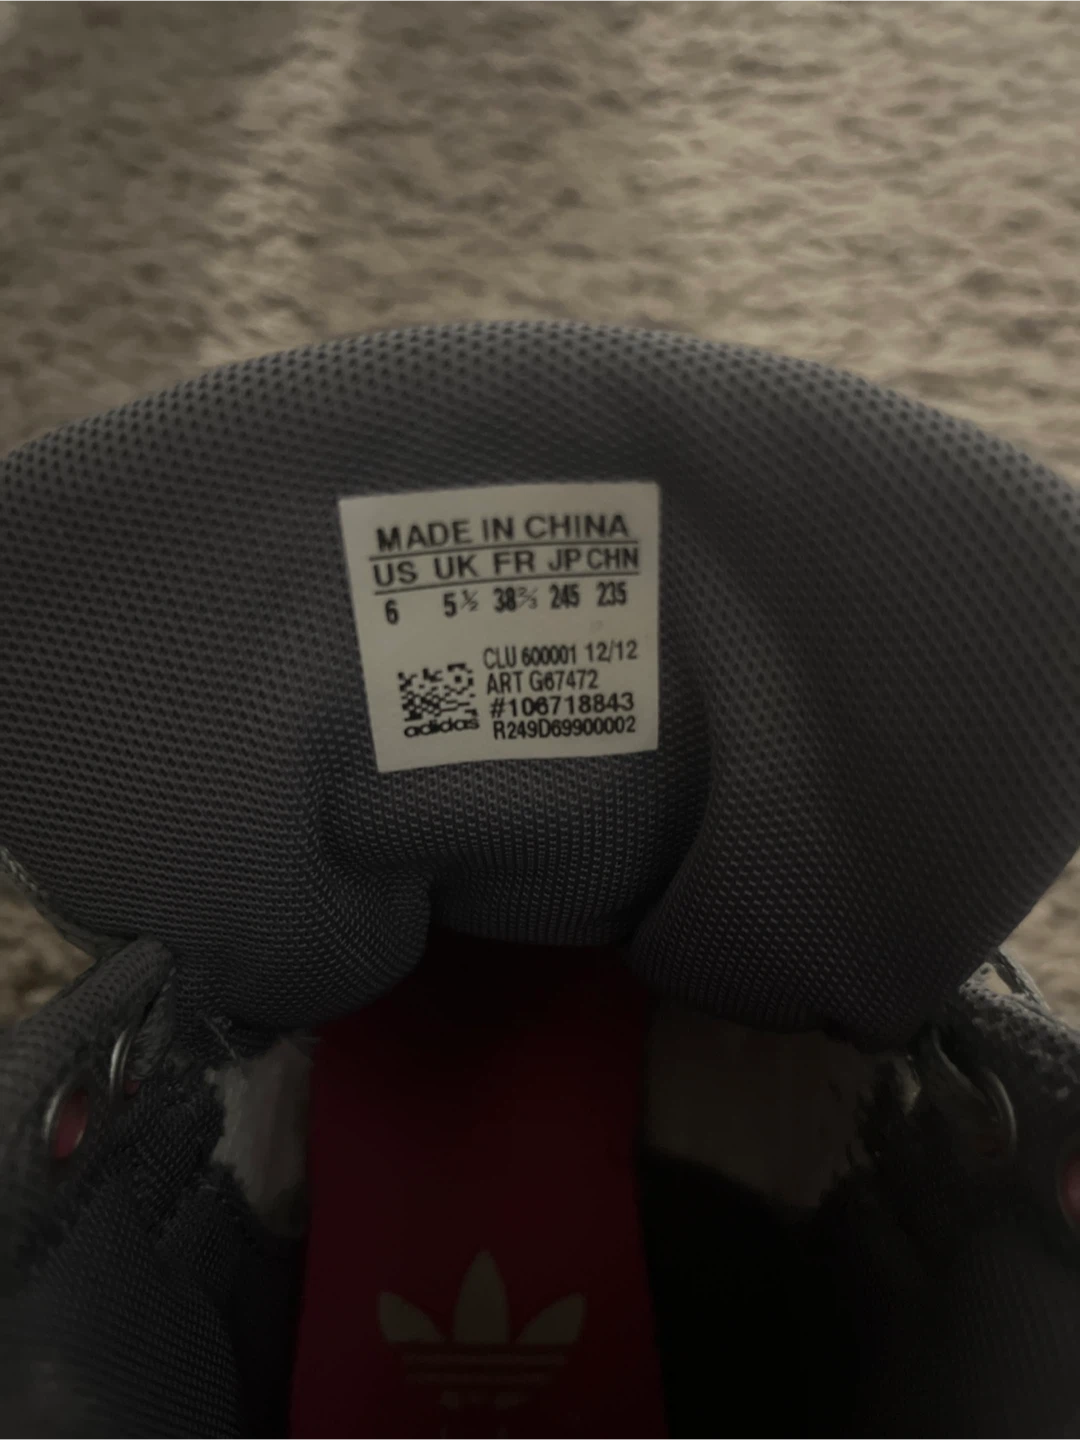 MADE IN CHINA
US UK FR JP CHN
6 5½ 38⅔ 245 235
CLU 600001 12/12
ART G67472
#106718843
adidas R249D69900002